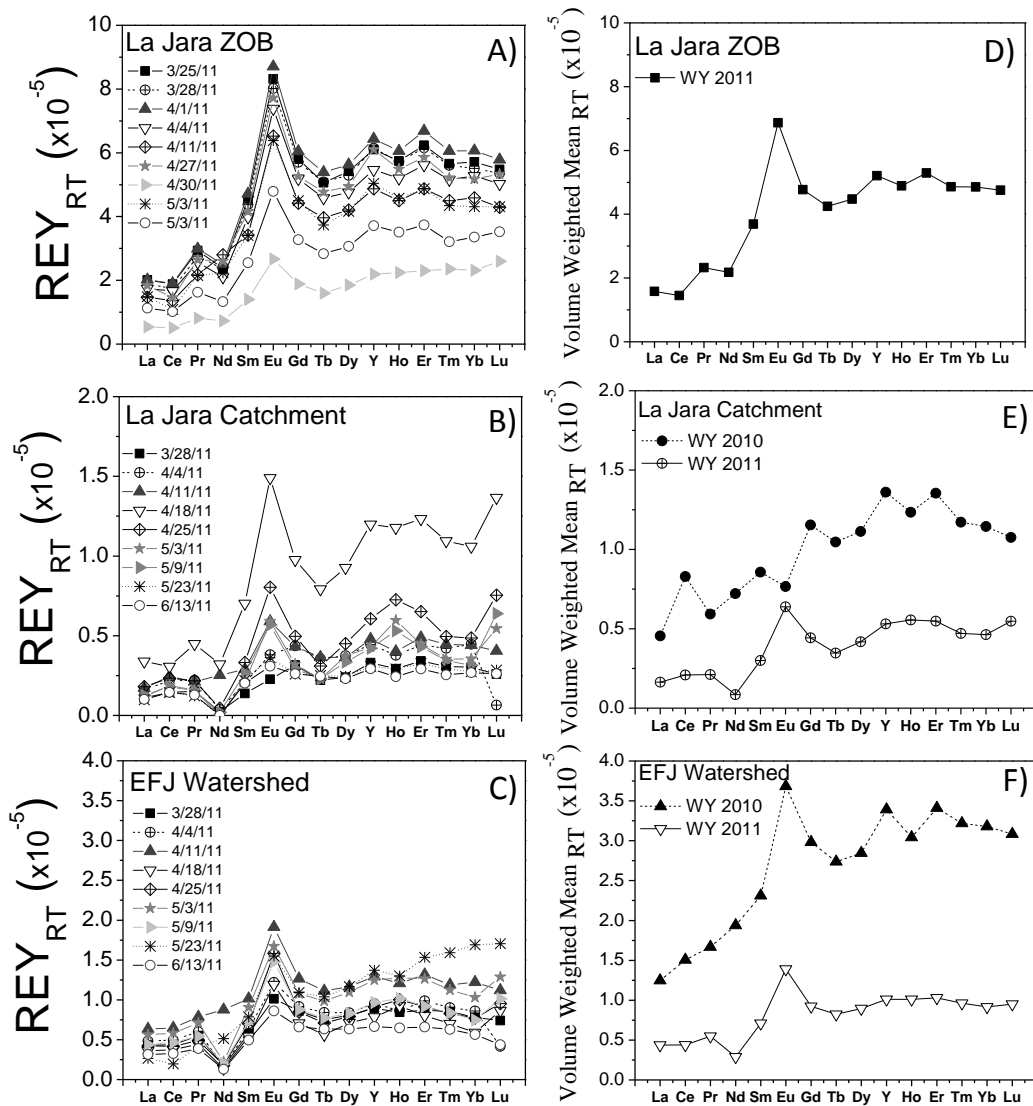 La Jara ZOB
A)
3/25/11
3/28/11
4/1/11
4/4/11
4/11/11
4/27/11
4/30/11
5/3/11
5/3/11
REY RT (x10 -5)
10
8
6
4
2
0
La Ce Pr Nd Sm Eu Gd Tb Dy Y Ho Er Tm Yb Lu
La Jara ZOB
D)
WY 2011
Volume Weighted Mean RT (x10 -5)
10
8
6
4
2
0
La Ce Pr Nd Sm Eu Gd Tb Dy Y Ho Er Tm Yb Lu
La Jara Catchment
B)
3/28/11
4/4/11
4/11/11
4/18/11
4/25/11
5/3/11
5/9/11
5/23/11
6/13/11
REY RT (x10 -5)
2.0
1.5
1.0
0.5
0.0
La Ce Pr Nd Sm Eu Gd Tb Dy Y Ho Er Tm Yb Lu
La Jara Catchment
E)
WY 2010
WY 2011
Volume Weighted Mean RT (x10 -5)
2.0
1.5
1.0
0.5
0.0
La Ce Pr Nd Sm Eu Gd Tb Dy Y Ho Er Tm Yb Lu
EFJ Watershed
C)
3/28/11
4/4/11
4/11/11
4/18/11
4/25/11
5/3/11
5/9/11
5/23/11
6/13/11
REY RT (x10 -5)
4.0
3.5
3.0
2.5
2.0
1.5
1.0
0.5
0.0
La Ce Pr Nd Sm Eu Gd Tb Dy Y Ho Er Tm Yb Lu
EFJ Watershed
F)
WY 2010
WY 2011
Volume Weighted Mean RT (x10 -5)
4.0
3.5
3.0
2.5
2.0
1.5
1.0
0.5
0.0
La Ce Pr Nd Sm Eu Gd Tb Dy Y Ho Er Tm Yb Lu